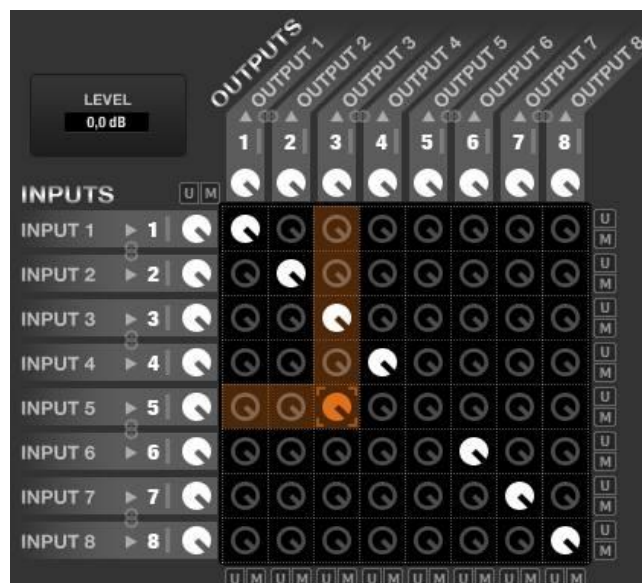 OUTPUTS
OUTPUT 1
OUTPUT 2
OUTPUT 3
OUTPUT 4
OUTPUT 5
OUTPUT 6
OUTPUT 7
OUTPUT 8
LEVEL
0,0 dB
1 2 3 4 5 6 7 8
INPUTS U M
INPUT 1 1 U M
INPUT 2 2 U M
INPUT 3 3 U M
INPUT 4 4 U M
INPUT 5 5 U M
INPUT 6 6 U M
INPUT 7 7 U M
INPUT 8 8 U M
U M U M U M U M U M U M U M U M